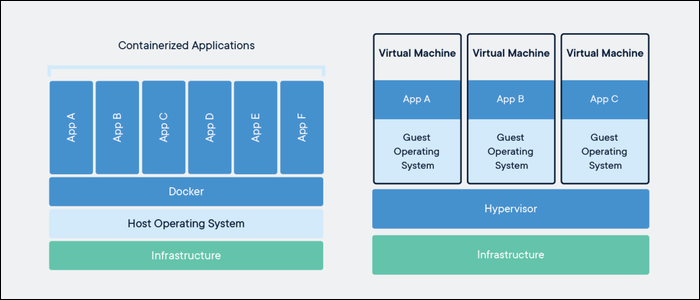 Containerized Applications
App A
App B
App C
App D
App E
App F
Docker
Host Operating System
Infrastructure
Virtual Machine
App A
Guest
Operating
System
Virtual Machine
App B
Guest
Operating
System
Virtual Machine
App C
Guest
Operating
System
Hypervisor
Infrastructure